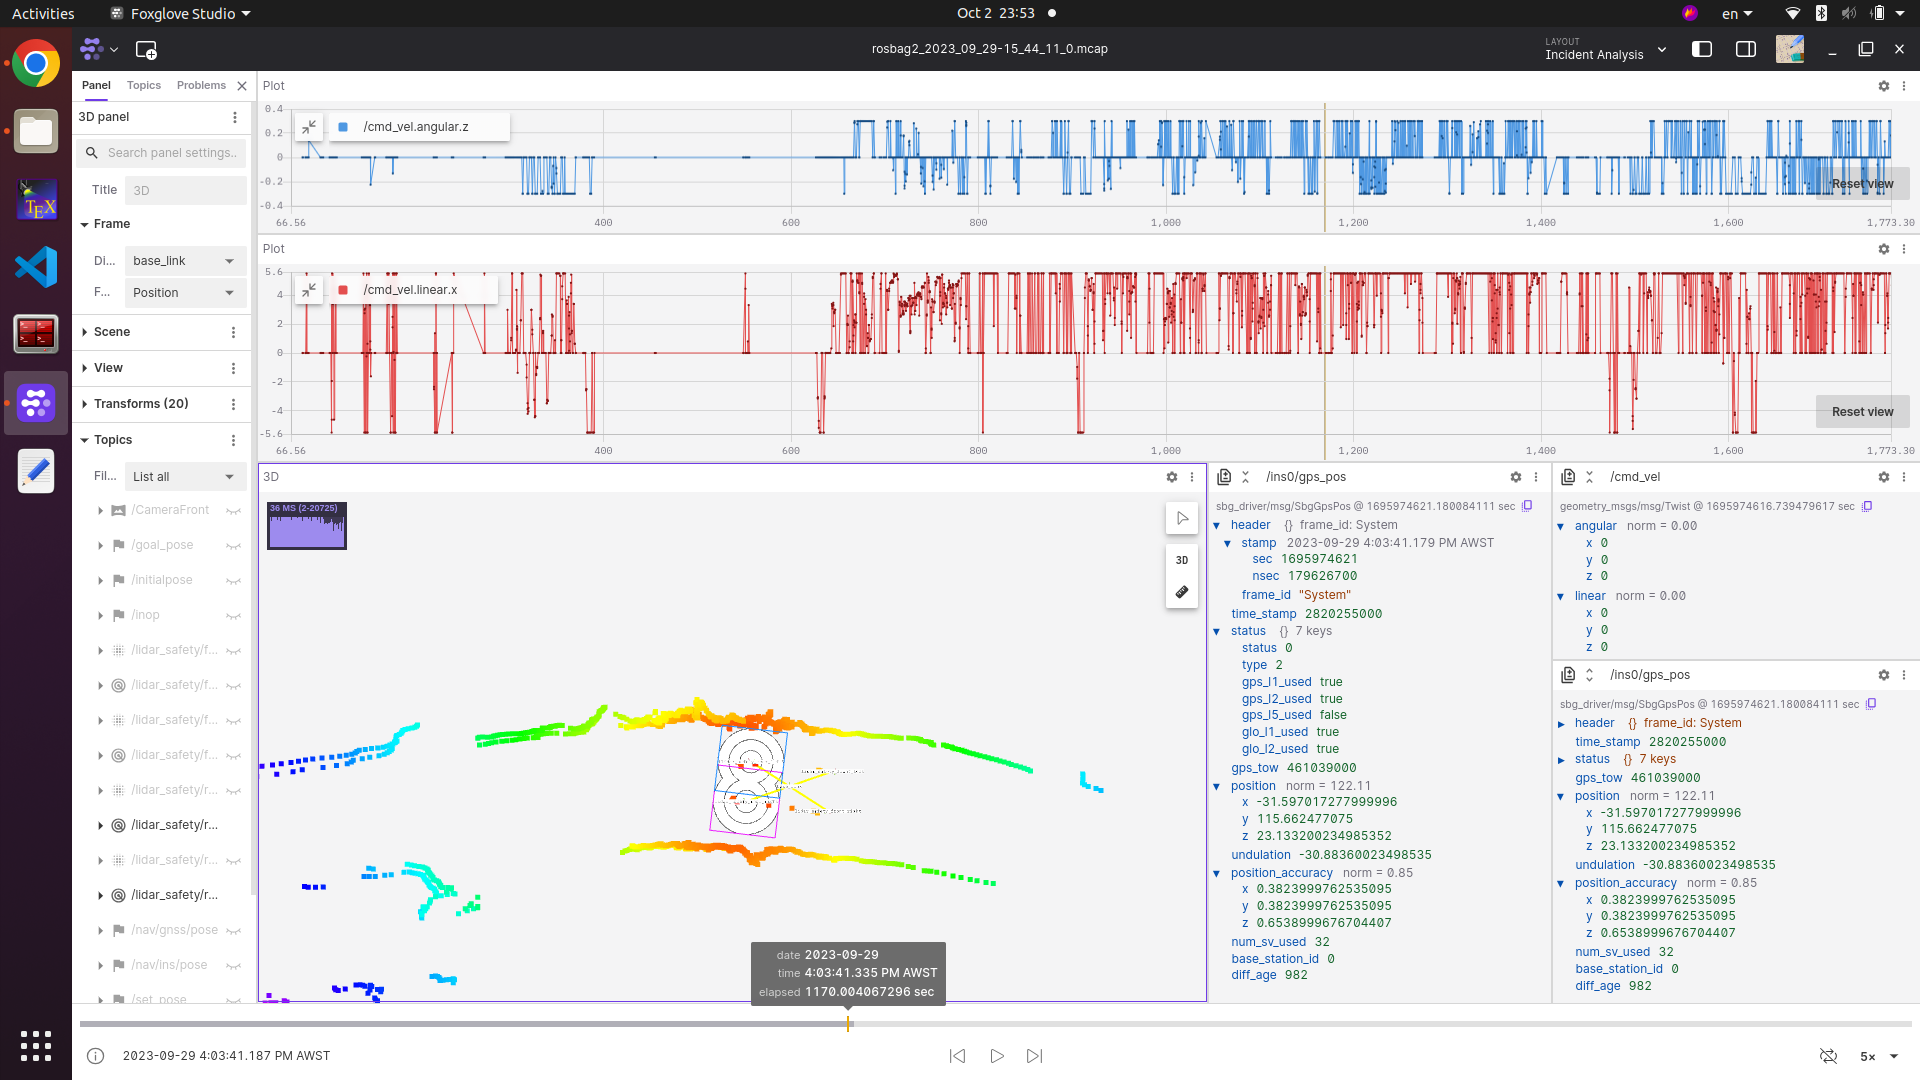 Activities
Foxglove Studio
Oct 2 23:53
en
rosbag2_2023_09_29-15_44_11_0.mcap
LAYOUT
Incident Analysis
Panel
Topics
Problems
3D panel
Search panel settings..
Title 3D
Frame
Di... base_link
F... Position
Scene
View
Transforms (20)
Topics
Fil... List all
/CameraFront
/goal_pose
/initialpose
/inop
/lidar_safety/f...
/lidar_safety/f...
/lidar_safety/f...
/lidar_safety/f...
/lidar_safety/r...
/lidar_safety/r...
/lidar_safety/r...
/lidar_safety/r...
/nav/gnss/pose
/nav/ins/pose
/set_pose
Plot
/cmd_vel.angular.z
0.4
0.2
0
-0.2
-0.4
66.56
400
600
800
1,000
1,200
1,400
1,600
1,773.30
Reset view
Plot
/cmd_vel.linear.x
5.6
4
2
0
-2
-4
-5.6
66.56
400
600
800
1,000
1,200
1,400
1,600
1,773.30
Reset view
3D
36 MS (2-20725)
3D
/ins0/gps_pos
sbg_driver/msg/SbgGpsPos @ 1695974621.180084111 sec
header {} frame_id: System
stamp 2023-09-29 4:03:41.179 PM AWST
sec 1695974621
nsec 179626700
frame_id "System"
time_stamp 2820255000
status {} 7 keys
status 0
type 2
gps_l1_used true
gps_l2_used true
gps_l5_used false
glo_l1_used true
glo_l2_used true
gps_tow 461039000
position norm = 122.11
x -31.597017277999996
y 115.662477075
z 23.133200234985352
undulation -30.88360023498535
position_accuracy norm = 0.85
x 0.3823999762535095
y 0.3823999762535095
z 0.6538999676704407
num_sv_used 32
base_station_id 0
diff_age 982
/cmd_vel
geometry_msgs/msg/Twist @ 1695974616.739479617 sec
angular norm = 0.00
x 0
y 0
z 0
linear norm = 0.00
x 0
y 0
z 0
/ins0/gps_pos
sbg_driver/msg/SbgGpsPos @ 1695974621.180084111 sec
header {} frame_id: System
time_stamp 2820255000
status {} 7 keys
gps_tow 461039000
position norm = 122.11
x -31.597017277999996
y 115.662477075
z 23.133200234985352
undulation -30.88360023498535
position_accuracy norm = 0.85
x 0.3823999762535095
y 0.3823999762535095
z 0.6538999676704407
num_sv_used 32
base_station_id 0
diff_age 982
date 2023-09-29
time 4:03:41.335 PM AWST
elapsed 1170.004067296 sec
2023-09-29 4:03:41.187 PM AWST
5×